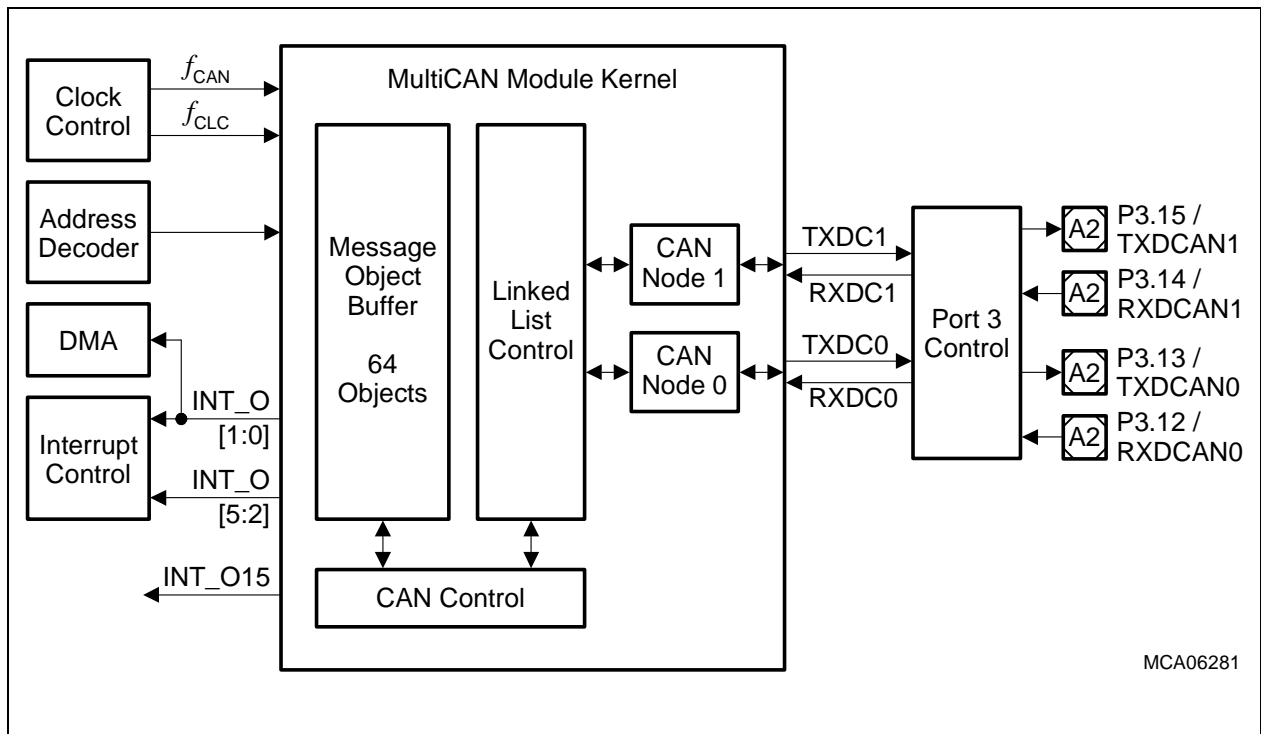 MultiCAN Module Kernel
Clock
Control
fCAN
fCLC
Address
Decoder
DMA
Interrupt
Control
INT_O
[1:0]
INT_O
[5:2]
INT_O15
Message
Object
Buffer
64
Objects
Linked
List
Control
CAN Control
CAN
Node 1
CAN
Node 0
TXDC1
RXDC1
TXDC0
RXDC0
Port 3
Control
A2
P3.15 /
TXDCAN1
A2
P3.14 /
RXDCAN1
A2
P3.13 /
TXDCAN0
A2
P3.12 /
RXDCAN0
MCA06281